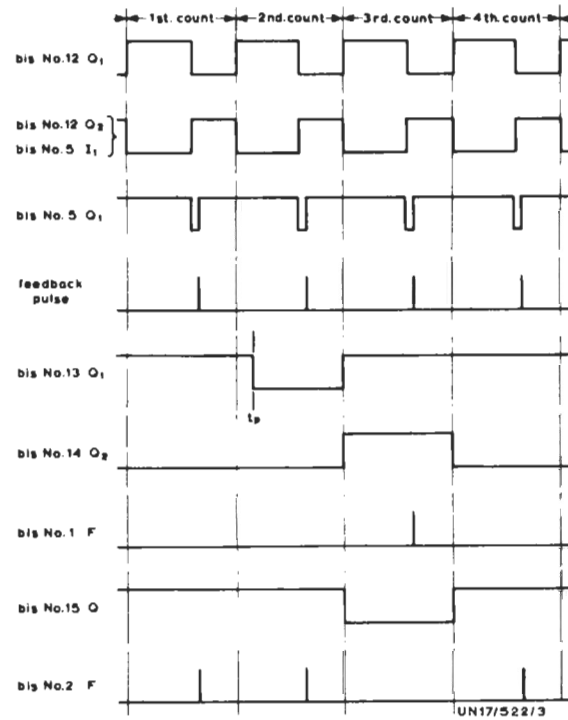 1st. count 2nd. count 3rd. count 4th. count
bis No.12 Q1
bis No.12 Q2
bis No.5 I1
bis No.5 Q1
feedback
pulse
bis No.13 Q1
tp
bis No.14 Q2
bis No.1 F
bis No.15 Q
bis No.2 F
UN17/522/3